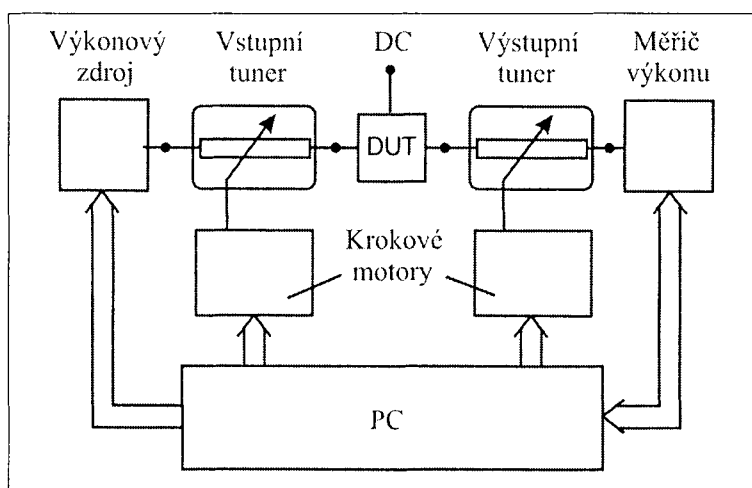 Výkonový
zdroj
Vstupní
tuner
DC
Výstupní
tuner
Měřič
výkonu
DUT
Krokové
motory
PC